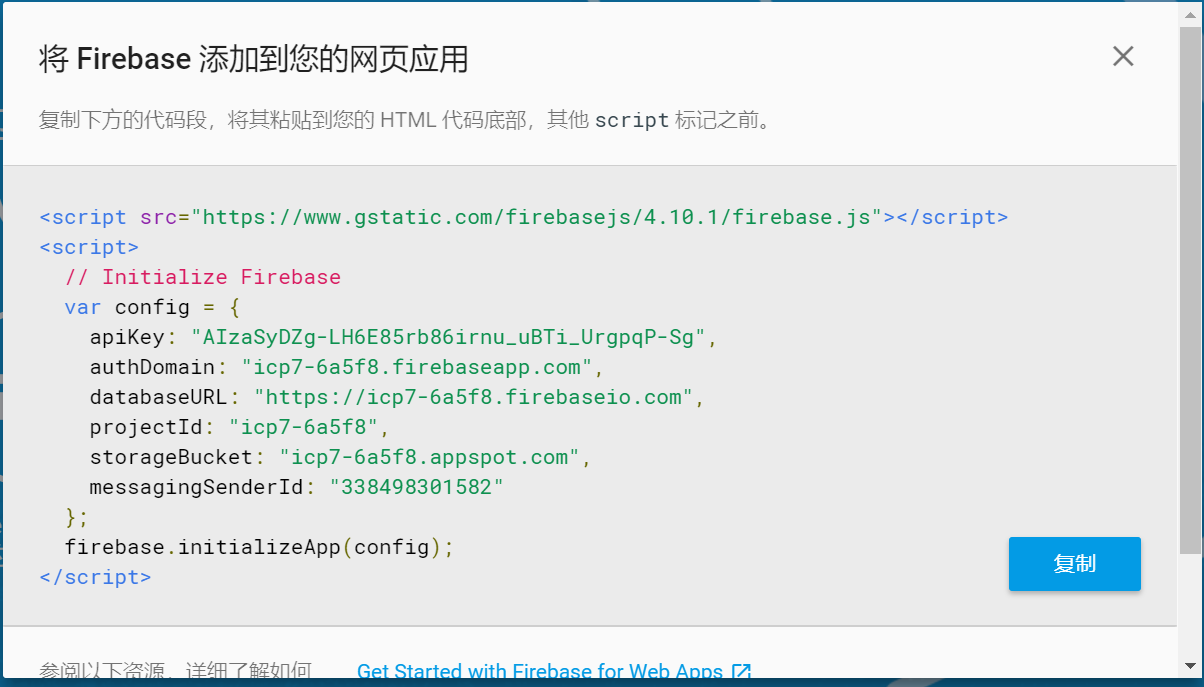 将 Firebase 添加到您的网页应用
复制下方的代码段，将其粘贴到您的 HTML 代码底部，其他 script 标记之前。
<script src="https://www.gstatic.com/firebasejs/4.10.1/firebase.js"></script>
<script>
  // Initialize Firebase
  var config = {
    apiKey: "AIzaSyDZg-LH6E85rb86irnu_uBTi_UrgpqP-Sg",
    authDomain: "icp7-6a5f8.firebaseapp.com",
    databaseURL: "https://icp7-6a5f8.firebaseio.com",
    projectId: "icp7-6a5f8",
    storageBucket: "icp7-6a5f8.appspot.com",
    messagingSenderId: "338498301582"
  };
  firebase.initializeApp(config);
</script>
复制
参阅以下资源，详细了解如何 Get Started with Firebase for Web Apps